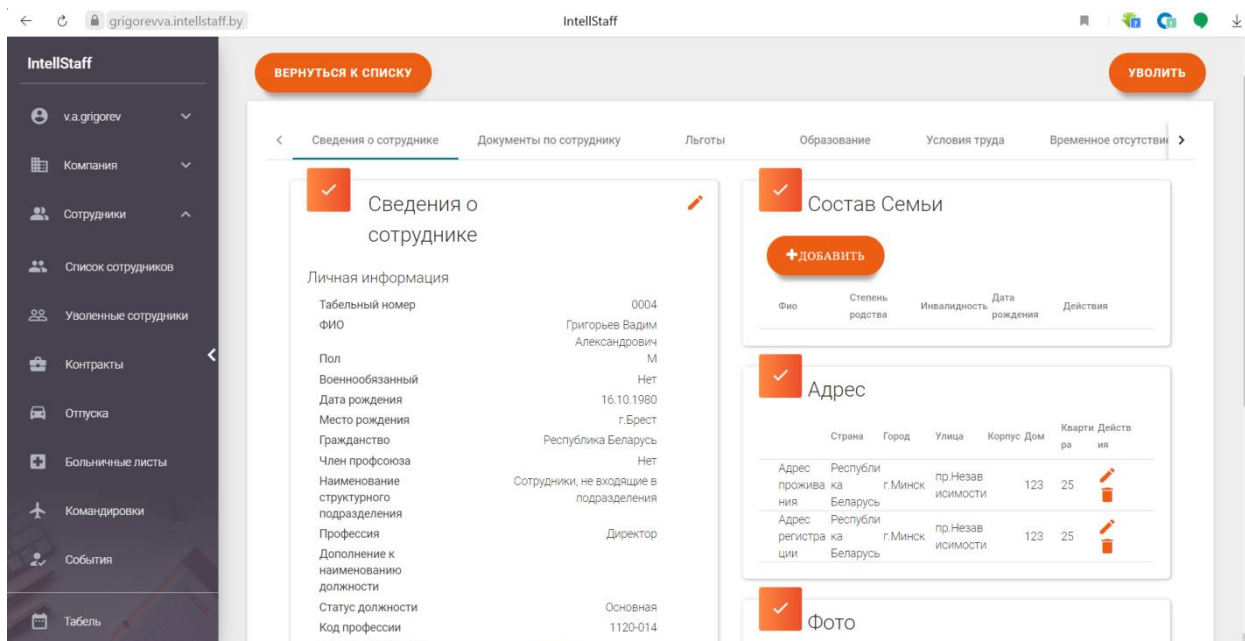 grigorevva.intellstaff.by
IntellStaff
IntellStaff
v.a.grigorev
Компания
Сотрудники
Список сотрудников
Уволенные сотрудники
Контракты
Отпуска
Больничные листы
Командировки
События
Табель
ВЕРНУТЬСЯ К СПИСКУ
УВОЛИТЬ
Сведения о сотруднике Документы по сотруднику Льготы Образование Условия труда Временное отсутстви
Сведения о
сотруднике
Личная информация
Табельный номер 0004
ФИО Григорьев Вадим
Александрович
Пол М
Военнообязанный Нет
Дата рождения 16.10.1980
Место рождения г.Брест
Гражданство Республика Беларусь
Член профсоюза Нет
Наименование Сотрудники, не входящие в
структурного подразделения
подразделения
Профессия Директор
Дополнение к
наименованию
должности
Статус должности Основная
Код профессии 1120-014
Состав Семьи
+ДОБАВИТЬ
Фио Степень Инвалидность Дата Действия
родства рождения
Адрес
Страна Город Улица Корпус Дом Кварти Действ
ра ия
Адрес Республи
прожива ка г.Минск пр.Незав 123 25
ния Беларусь исимости
Адрес Республи
регистра ка г.Минск пр.Незав 123 25
ции Беларусь исимости
Фото